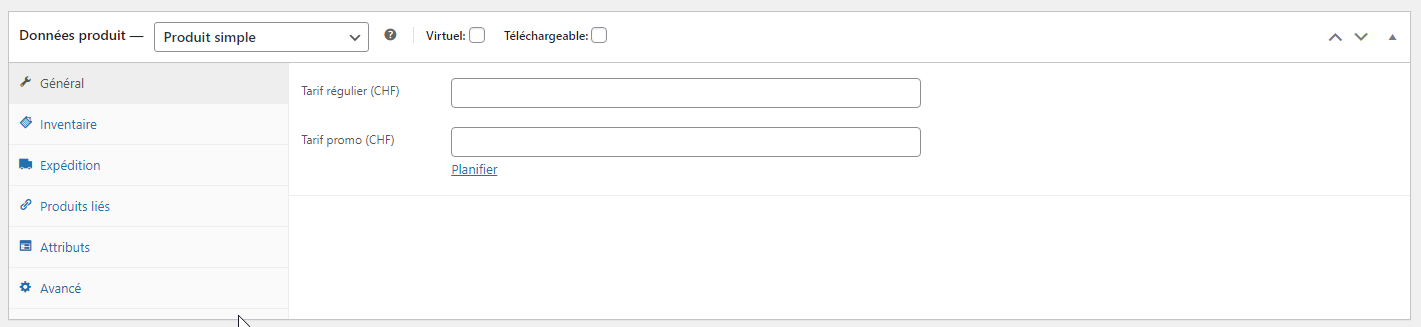 Données produit — Produit simple ? Virtuel: Téléchargeable:
Général
Inventaire
Expédition
Produits liés
Attributs
Avancé
Tarif régulier (CHF)
Tarif promo (CHF)
Planifier